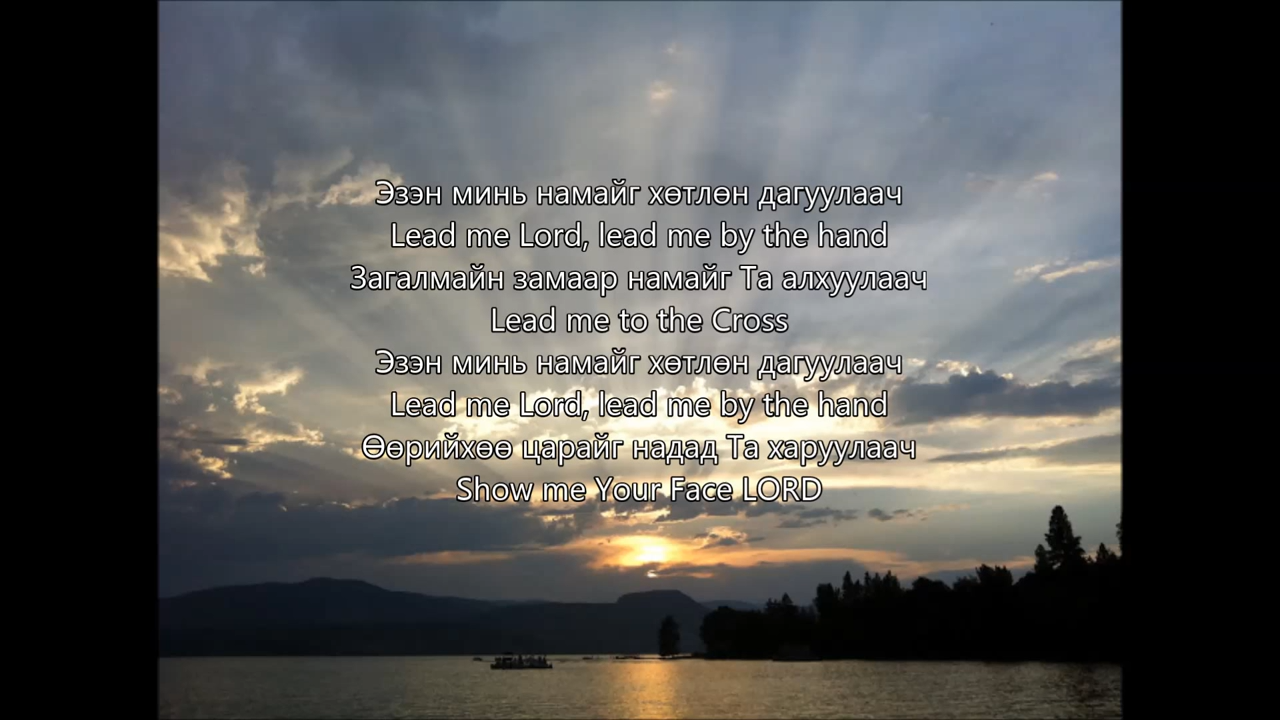 Эзэн минь намайг хөтлөн дагуулаач
Lead me Lord, lead me by the hand
Загалмайн замаар намайг Та алхуулаач
Lead me to the Cross
Эзэн минь намайг хөтлөн дагуулаач
Lead me Lord, lead me by the hand
Өөрийхөө царайг надад Та харуулаач
Show me Your Face LORD